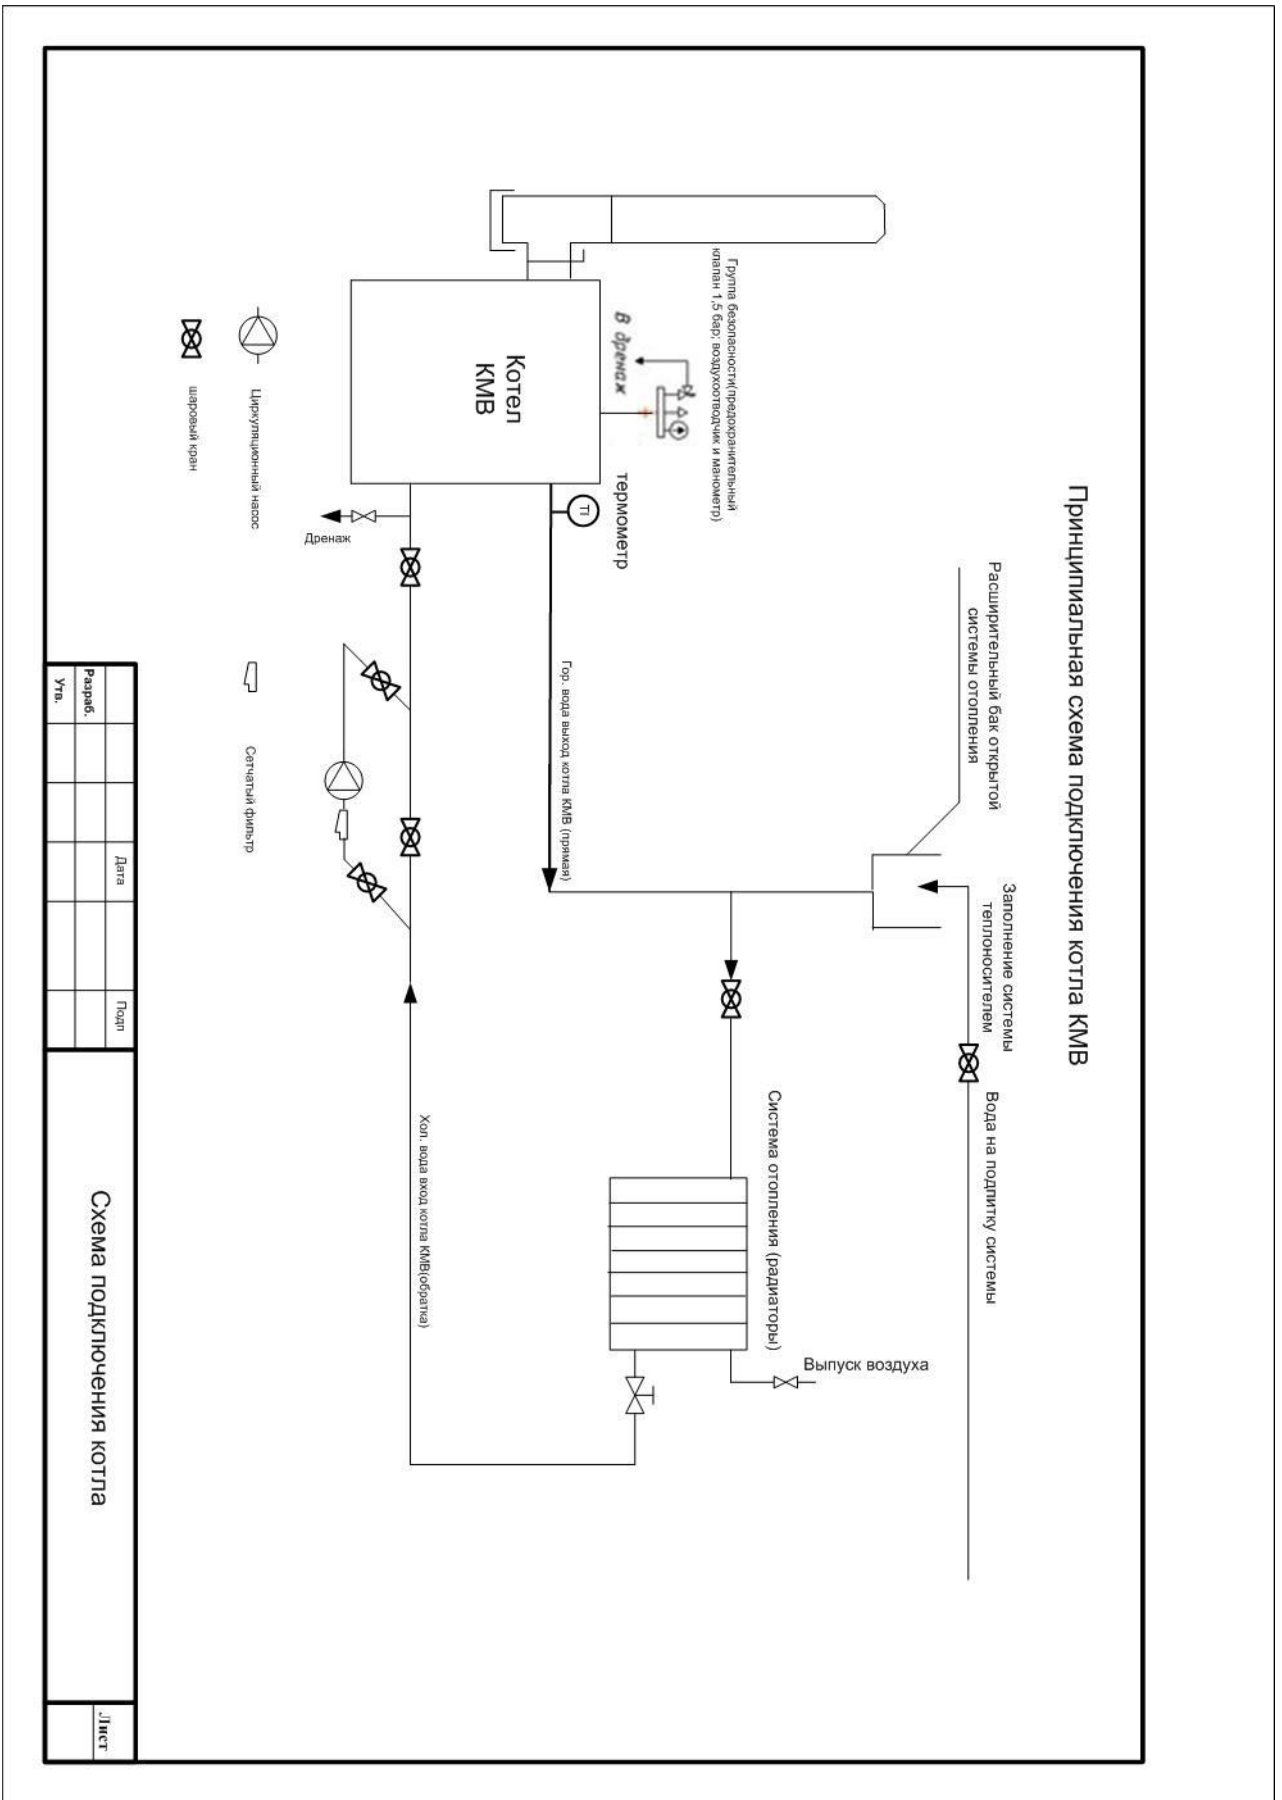 Принципиальная схема подключения котла КМВ
Расширительный бак открытой
системы отопления
Заполнение системы
теплоносителем
Вода на подпитку системы
Группа безопасности(предохранительный
клапан 1,5 бар; воздухоотводчик и манометр)
В дренаж
термометр
TI
Котел
КМВ
Гор. вода выход котла КМВ (прямая)
Система отопления (радиаторы)
Выпуск воздуха
Дренаж
Хол. вода вход котла КМВ(обратка)
Циркуляционный насос
Сетчатый фильтр
шаровый кран
Дата
Подп
Разраб.
Утв.
Схема подключения котла
Лист